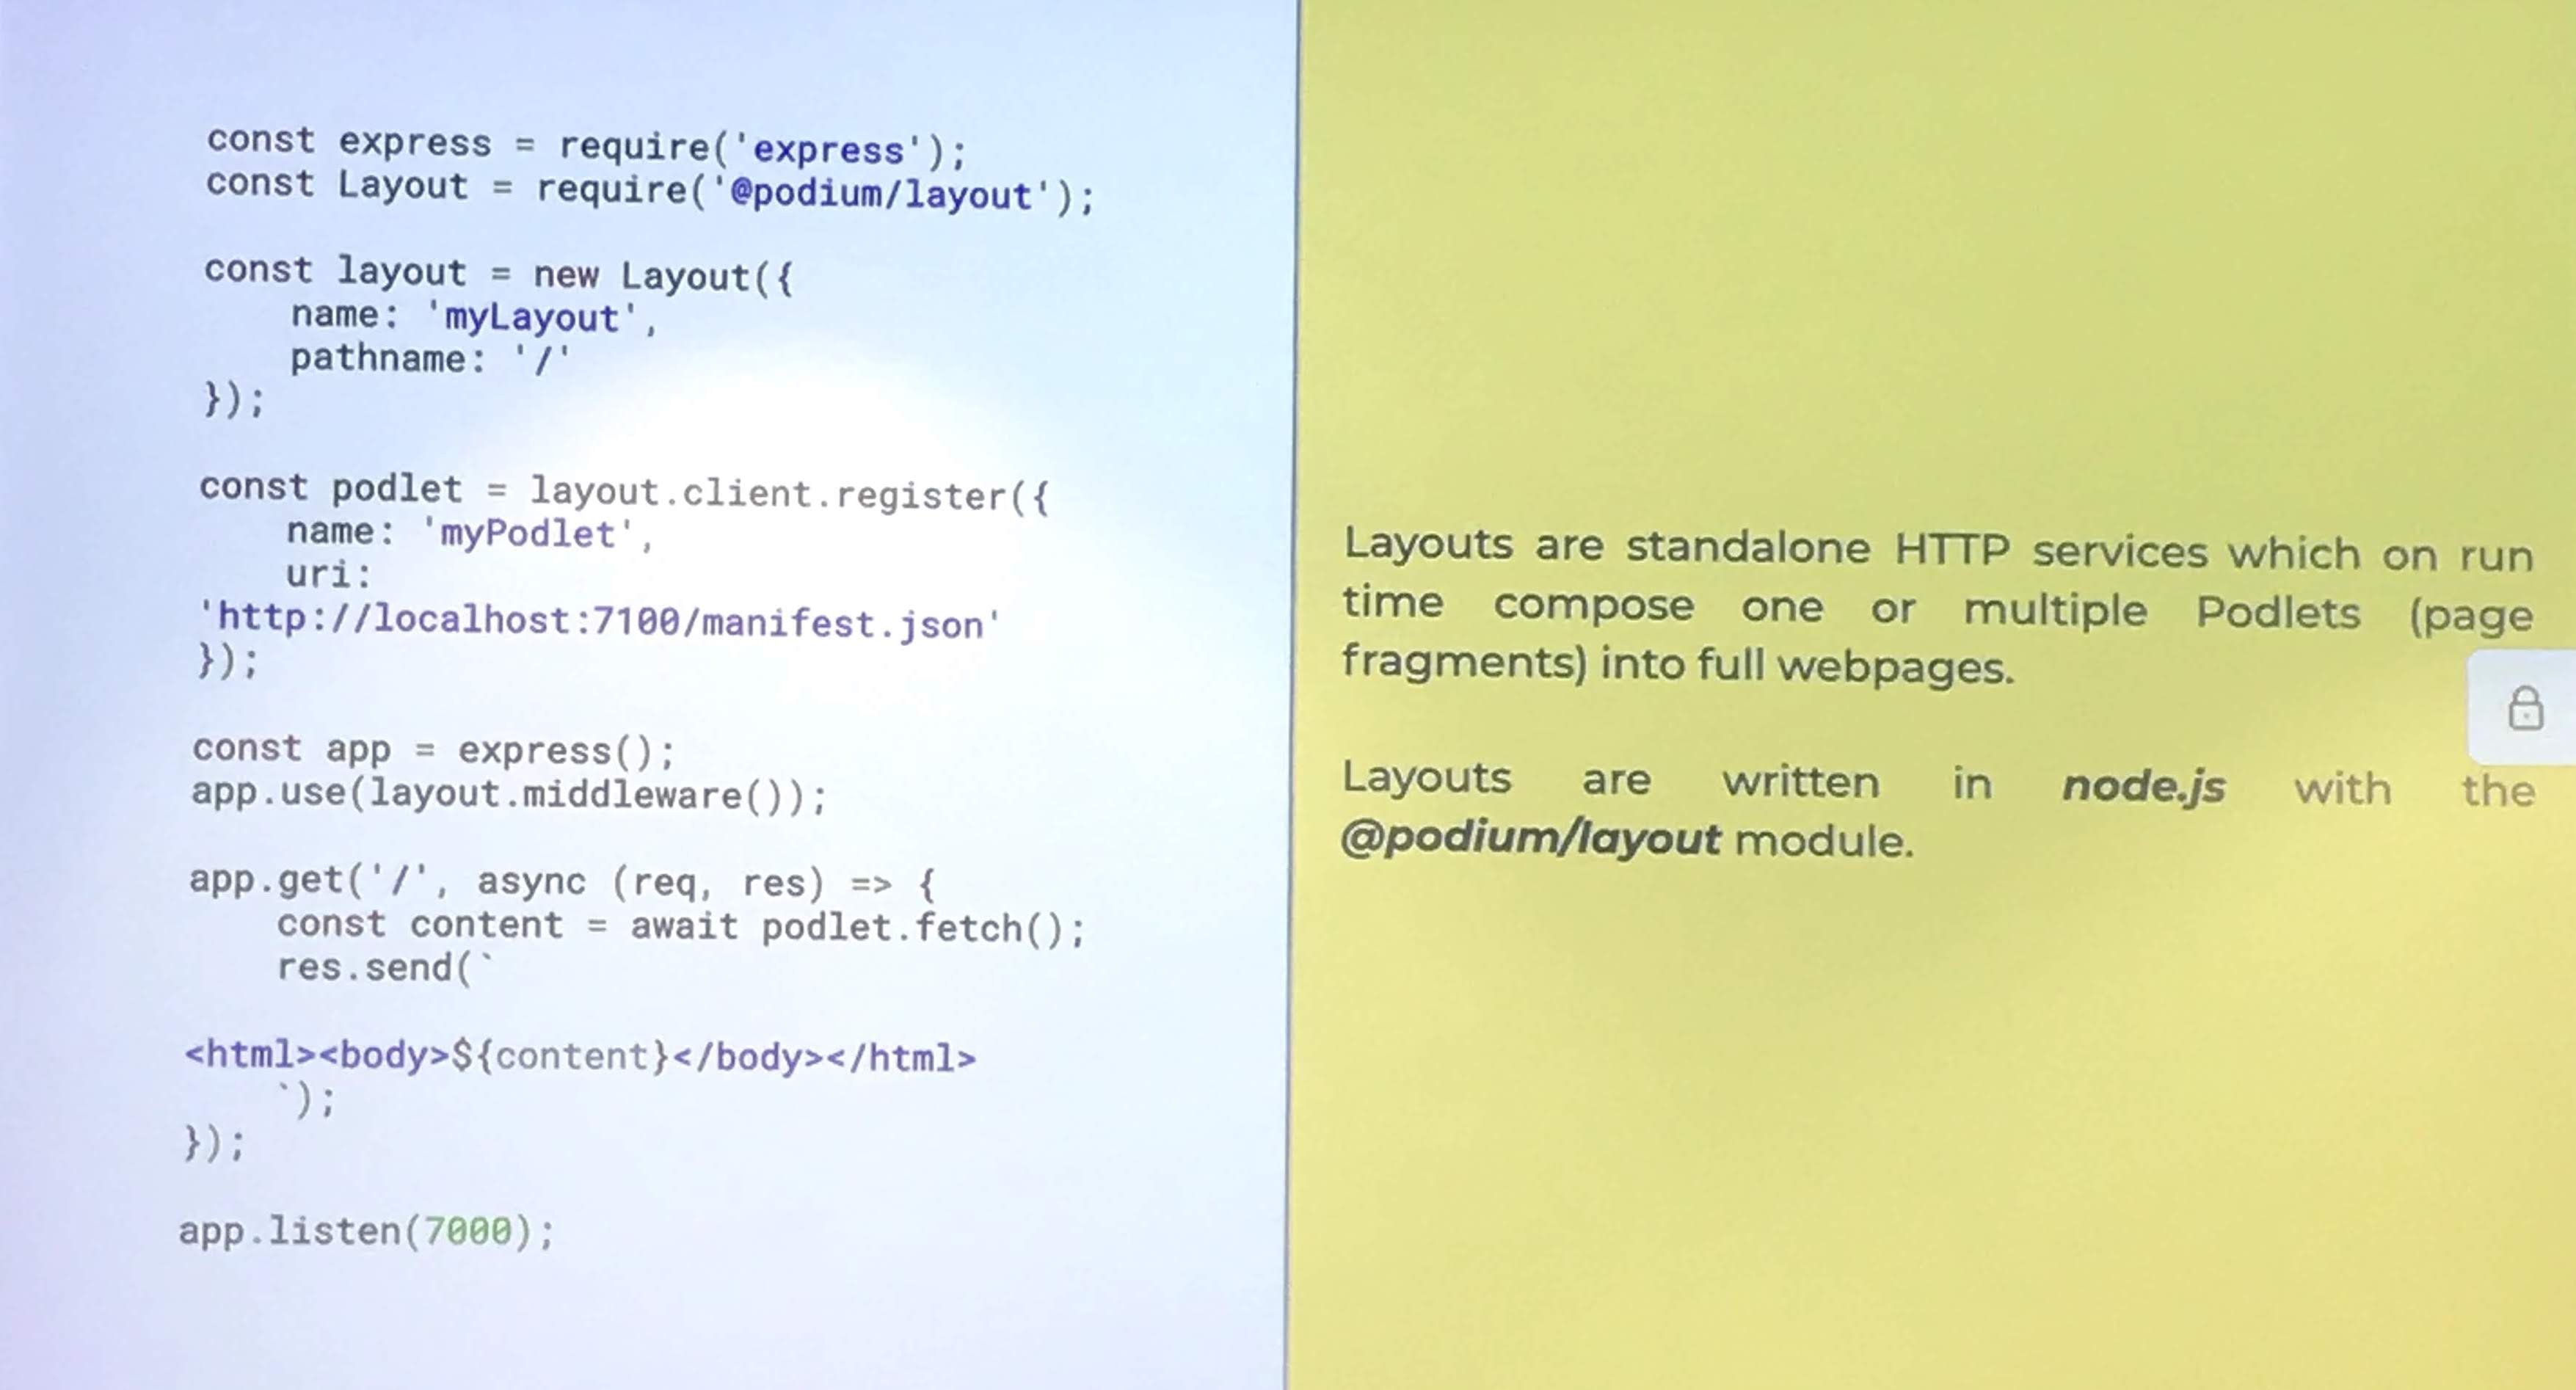 const express = require('express');
const Layout = require('@podium/layout');
const layout = new Layout({
    name: 'myLayout',
    pathname: '/'
});
const podlet = layout.client.register({
    name: 'myPodlet',
    uri:
'http://localhost:7100/manifest.json'
});
const app = express();
app.use(layout.middleware());
app.get('/', async (req, res) => {
    const content = await podlet.fetch();
    res.send(`
<html><body>${content}</body></html>
    `);
});
app.listen(7000);
Layouts are standalone HTTP services which on run
time compose one or multiple Podlets (page
fragments) into full webpages.
Layouts are written in node.js with the
@podium/layout module.